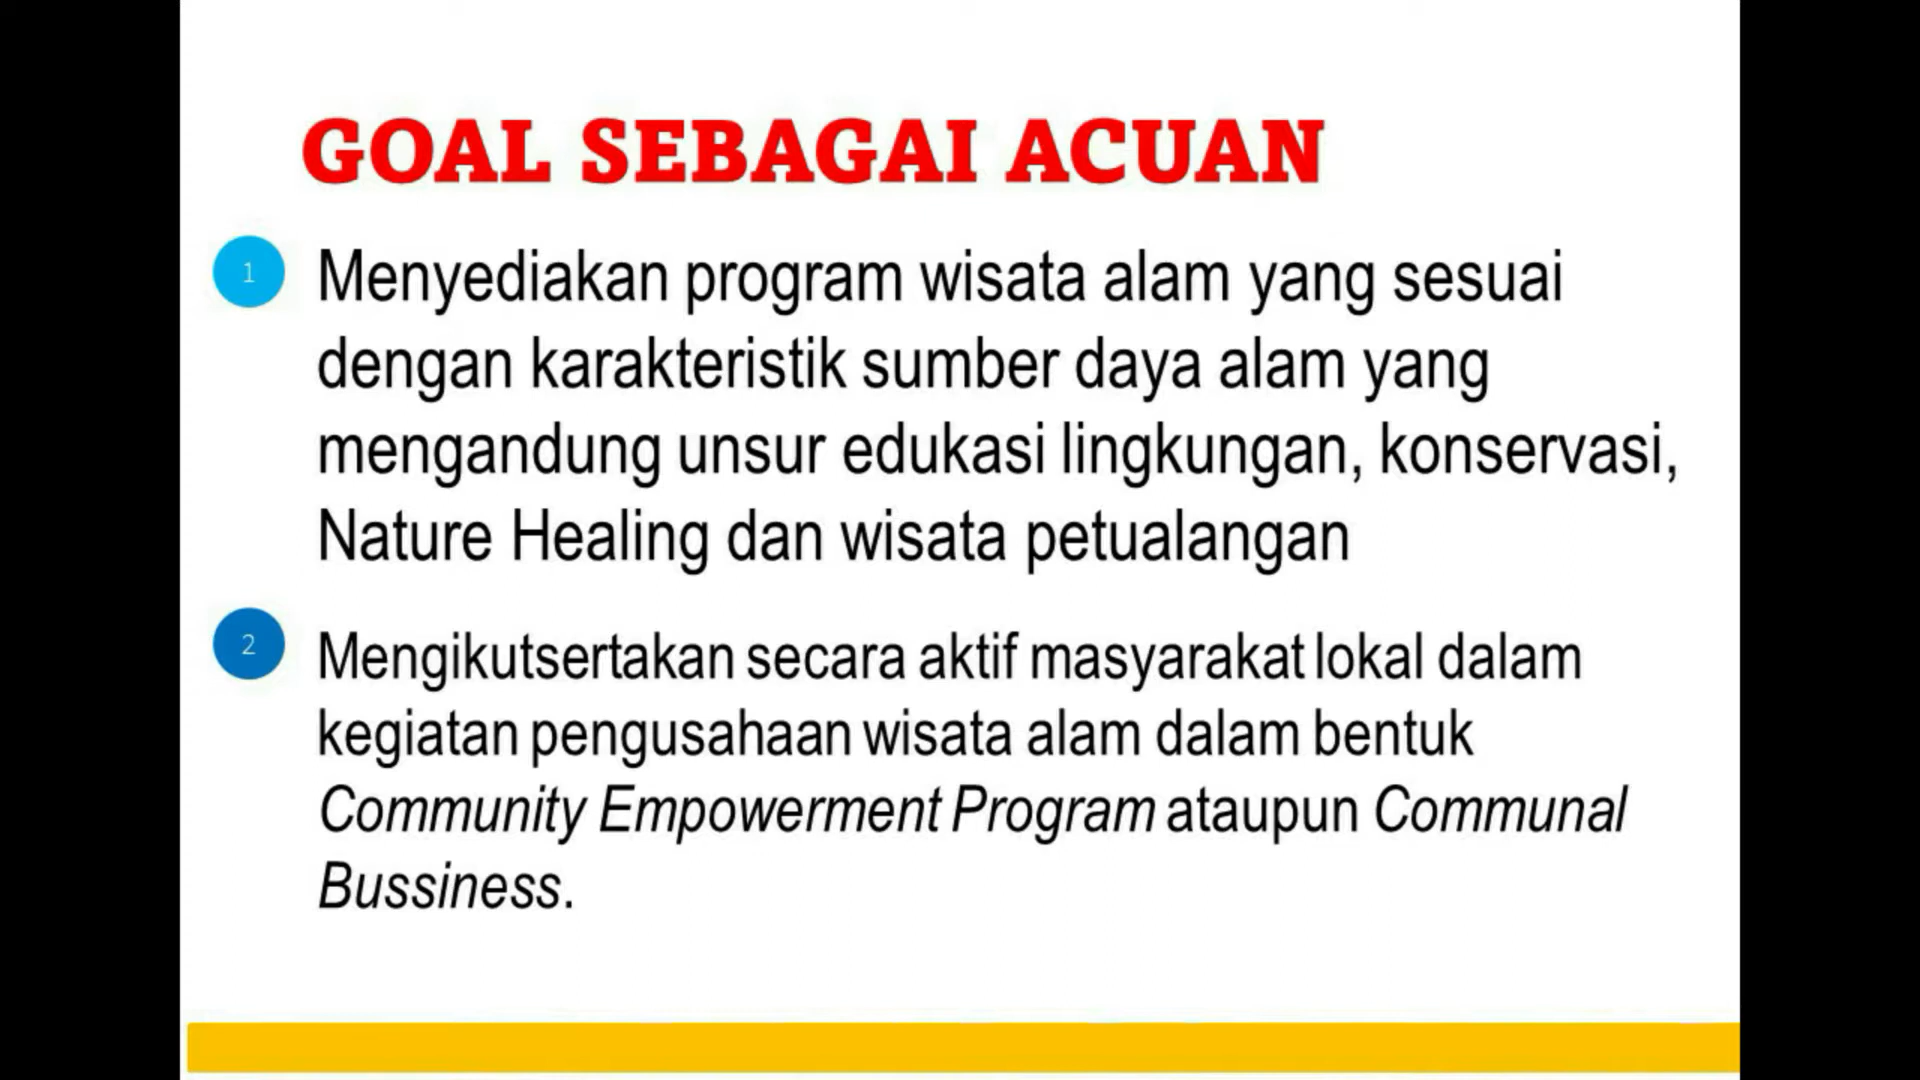 GOAL SEBAGAI ACUAN
1
Menyediakan program wisata alam yang sesuai
dengan karakteristik sumber daya alam yang
mengandung unsur edukasi lingkungan, konservasi,
Nature Healing dan wisata petualangan
2
Mengikutsertakan secara aktif masyarakat lokal dalam
kegiatan pengusahaan wisata alam dalam bentuk
Community Empowerment Program ataupun Communal
Bussiness.